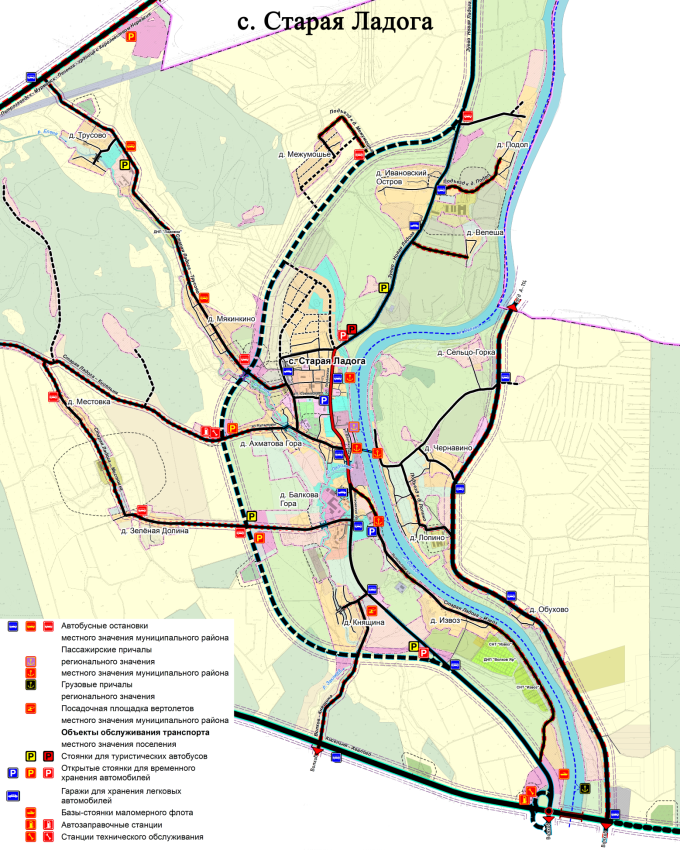 с. Старая Ладога
д. Трусово
д. Межумошье
д. Подол
д. Ивановский
Остров
д. Велеша
д. Мякинкино
д. Сельцо-Горка
с. Старая Ладога
д. Местовка
д. Ахматова Гора
д. Чернавино
д. Балкова
Гора
д. Зелёная Долина
д. Лопино
д. Обухово
д. Княщина
д. Извоз
Автобусные остановки
местного значения муниципального района
Пассажирские причалы
регионального значения
местного значения муниципального района
Грузовые причалы
регионального значения
Посадочная площадка вертолетов
местного значения муниципального района
Объекты обслуживания транспорта
местного значения поселения
Стоянки для туристических автобусов
Открытые стоянки для временного
хранения автомобилей
Гаражи для хранения легковых
автомобилей
Базы-стоянки маломерного флота
Автозаправочные станции
Станции технического обслуживания